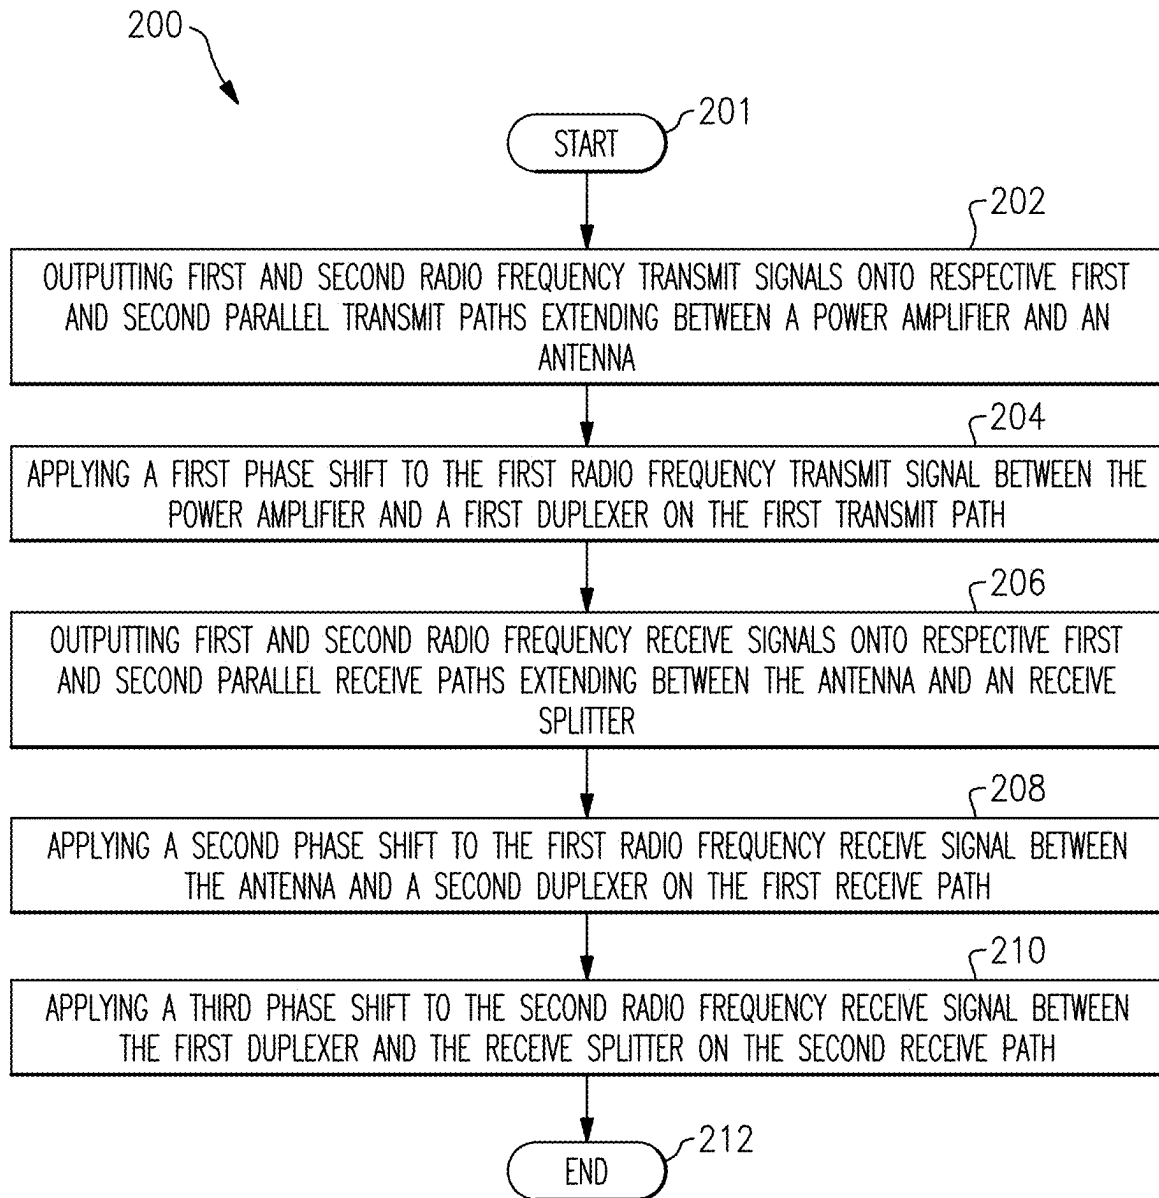 200
201
START
202
OUTPUTTING FIRST AND SECOND RADIO FREQUENCY TRANSMIT SIGNALS ONTO RESPECTIVE FIRST
AND SECOND PARALLEL TRANSMIT PATHS EXTENDING BETWEEN A POWER AMPLIFIER AND AN
ANTENNA
204
APPLYING A FIRST PHASE SHIFT TO THE FIRST RADIO FREQUENCY TRANSMIT SIGNAL BETWEEN THE
POWER AMPLIFIER AND A FIRST DUPLEXER ON THE FIRST TRANSMIT PATH
206
OUTPUTTING FIRST AND SECOND RADIO FREQUENCY RECEIVE SIGNALS ONTO RESPECTIVE FIRST
AND SECOND PARALLEL RECEIVE PATHS EXTENDING BETWEEN THE ANTENNA AND AN RECEIVE
SPLITTER
208
APPLYING A SECOND PHASE SHIFT TO THE FIRST RADIO FREQUENCY RECEIVE SIGNAL BETWEEN
THE ANTENNA AND A SECOND DUPLEXER ON THE FIRST RECEIVE PATH
210
APPLYING A THIRD PHASE SHIFT TO THE SECOND RADIO FREQUENCY RECEIVE SIGNAL BETWEEN
THE FIRST DUPLEXER AND THE RECEIVE SPLITTER ON THE SECOND RECEIVE PATH
212
END